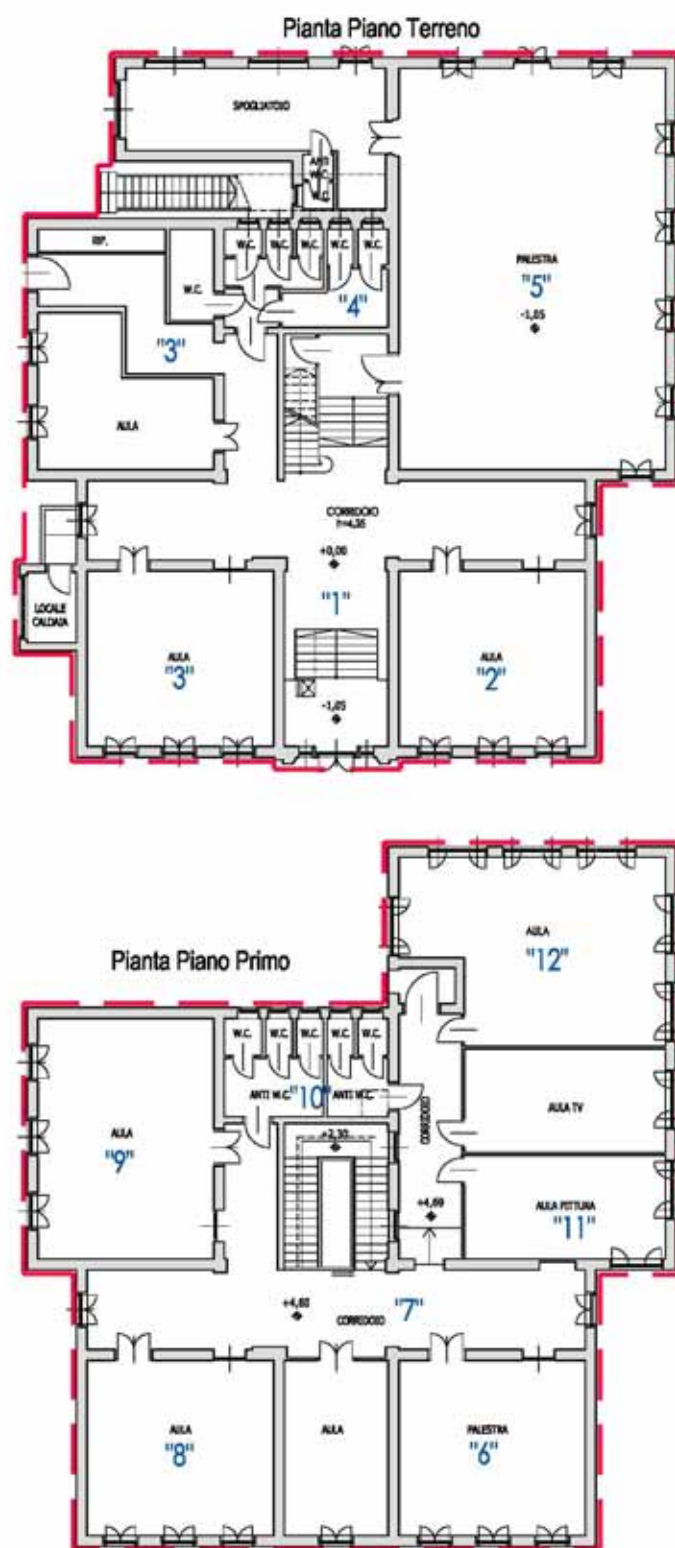 Pianta Piano Terreno
SPOGLIATOIO
ANTI
W.C.
W.C.
RIP.
W.C.
W.C. W.C. W.C. W.C. W.C.
"4"
PALESTRA
"5"
-1,05
"3"
AULA
CORRIDOIO
h=4,35
+0,00
"1"
LOCALE
CALDAIA
AULA
"3"
AULA
"2"
-1,05
Pianta Piano Primo
AULA
"12"
W.C. W.C. W.C. W.C. W.C.
ANTI W.C. "10" ANTI W.C.
CORRIDOIO
AULA TV
AULA
"9"
+2,30
+4,60
AULA PITTURA
"11"
+4,60
CORRIDOIO
"7"
AULA
"8"
AULA
PALESTRA
"6"